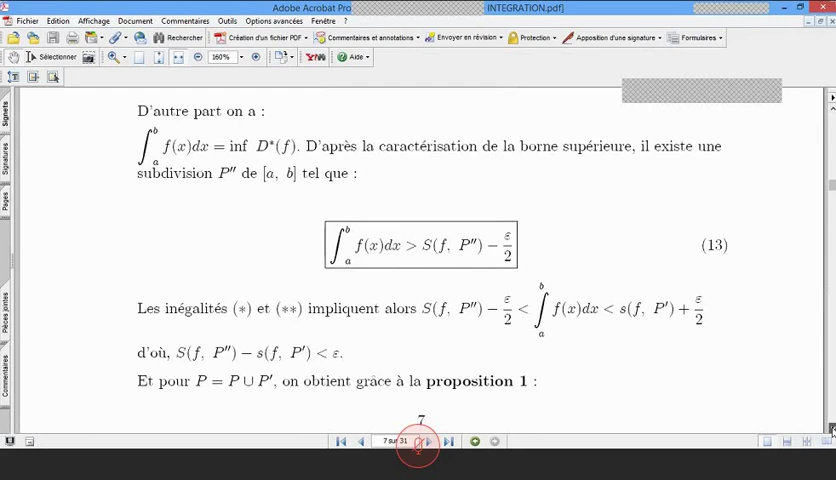 Adobe Acrobat Pro
INTEGRATION.pdf]
Fichier Edition Affichage Document Commentaires Outils Options avancées Fenêtre ?
Rechercher Création d'un fichier PDF Commentaires et annotations Envoyer en révision Protection Apposition d'une signature Formulaires
Sélectionner 160% Y! Aide
Signets
Signatures
Pages
Pièces jointes
Commentaires
D'autre part on a :
∫_a^b f(x)dx = inf D*(f). D'après la caractérisation de la borne supérieure, il existe une
subdivision P″ de [a, b] tel que :
∫_a^b f(x)dx > S(f, P″) − ε/2 (13)
Les inégalités (∗) et (∗∗) impliquent alors S(f, P″) − ε/2 < ∫_a^b f(x)dx < s(f, P′) + ε/2
d'où, S(f, P″) − s(f, P′) < ε.
Et pour P = P ∪ P′, on obtient grâce à la proposition 1 :
7
7 sur 31